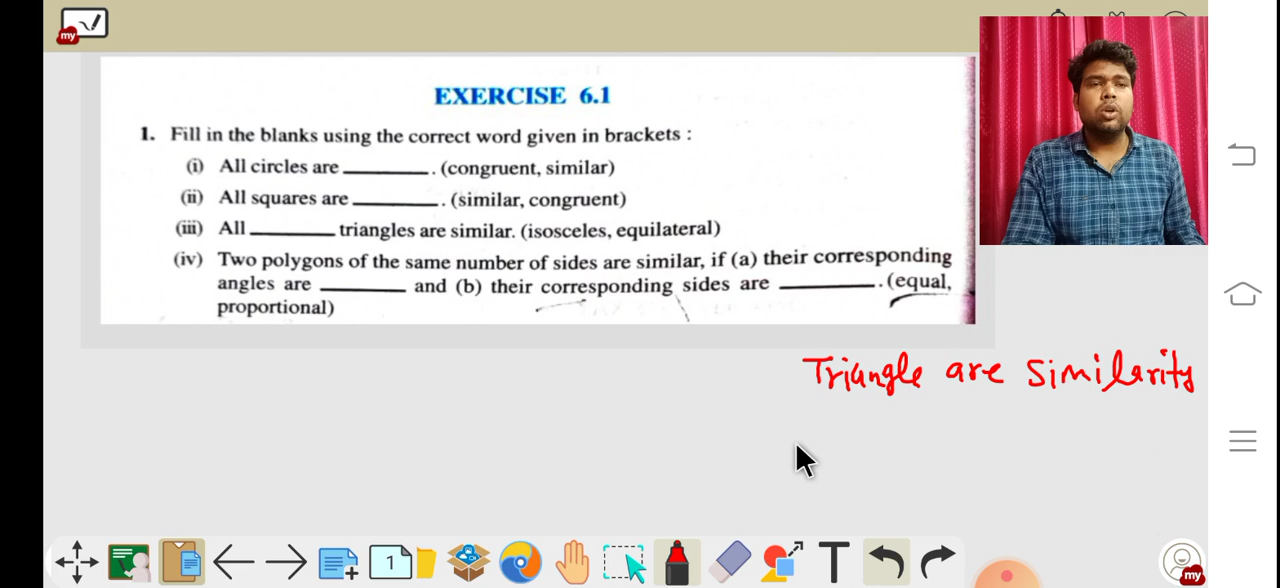 my
EXERCISE 6.1
1. Fill in the blanks using the correct word given in brackets :
(i) All circles are ________. (congruent, similar)
(ii) All squares are ________. (similar, congruent)
(iii) All ________ triangles are similar. (isosceles, equilateral)
(iv) Two polygons of the same number of sides are similar, if (a) their corresponding
angles are ________ and (b) their corresponding sides are ________. (equal,
proportional)
Triangle are similarity
1
T
my